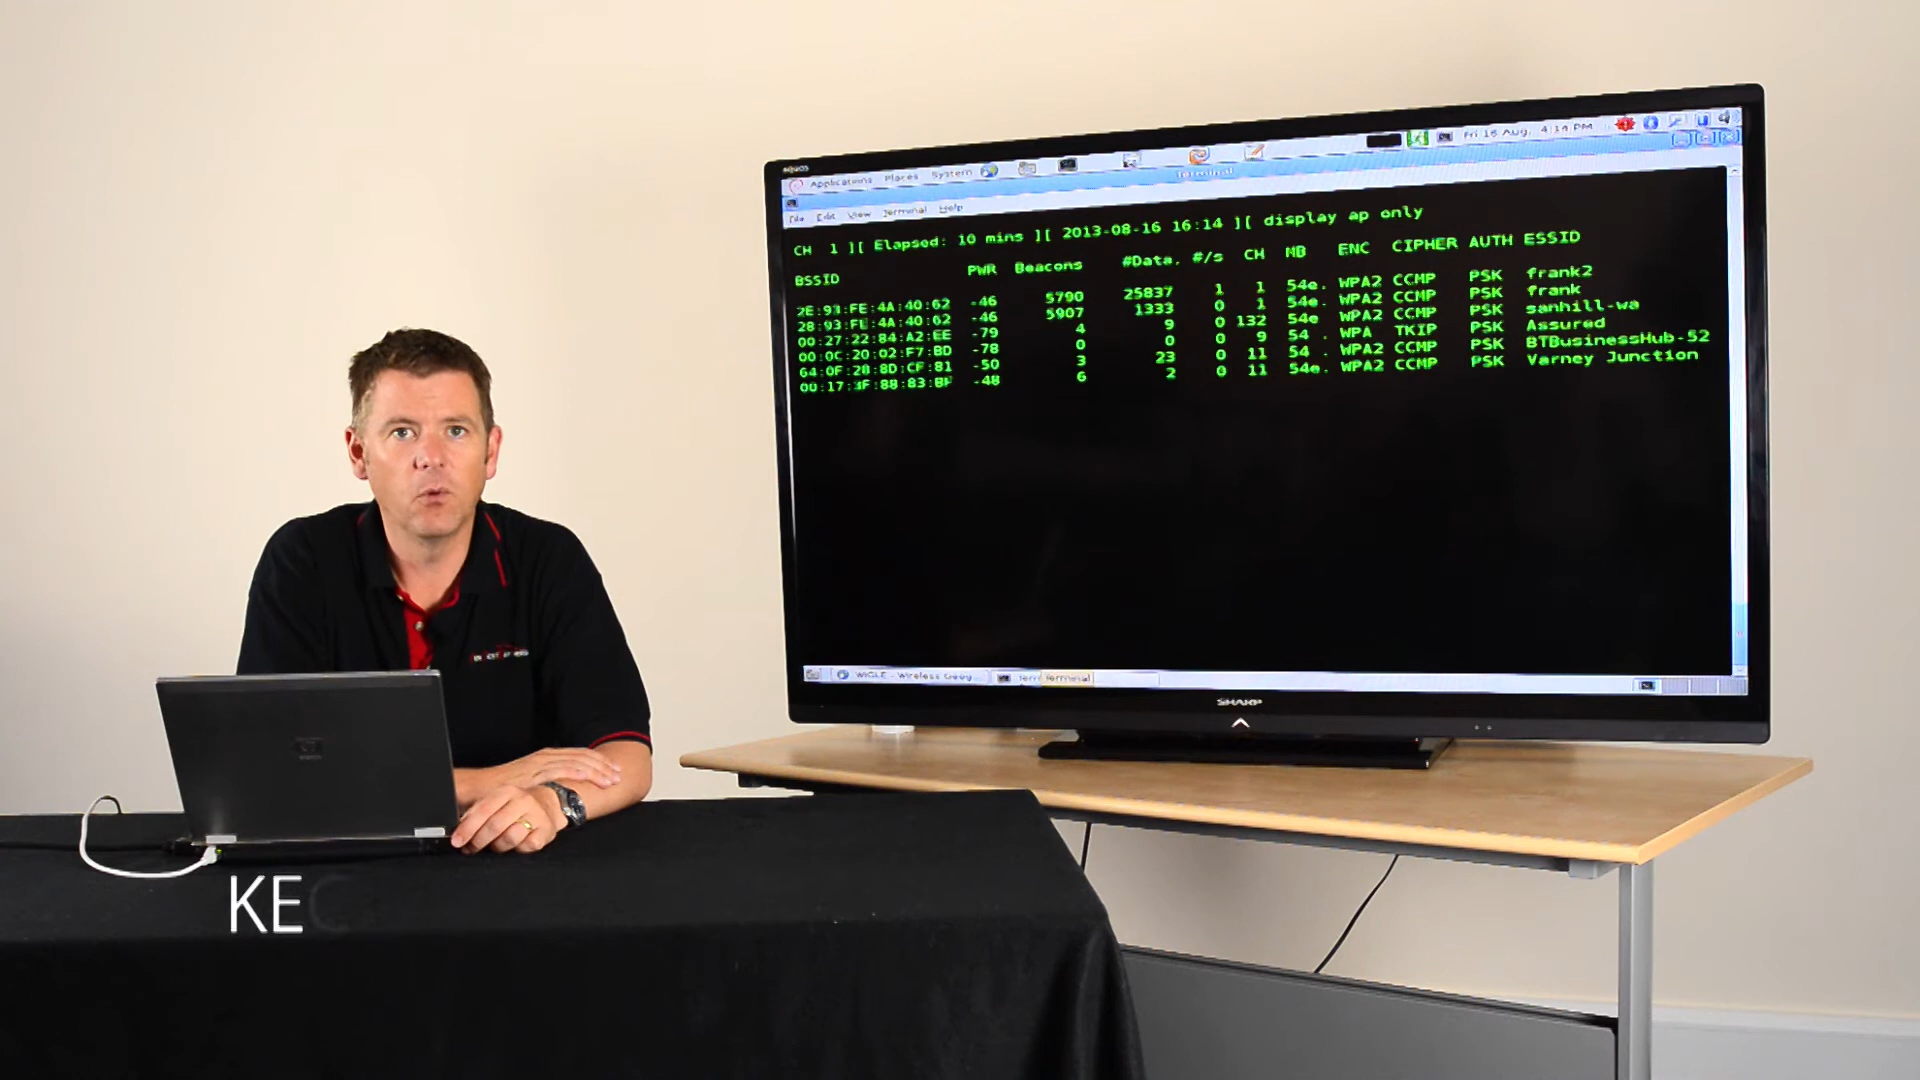 aquos
Applications Places System
Fri 16 Aug, 4:14 PM
Terminal
File Edit View Terminal Help
CH 1 ][ Elapsed: 10 mins ][ 2013-08-16 16:14 ][ display ap only
BSSID PWR Beacons #Data, #/s CH MB ENC CIPHER AUTH ESSID
2E:93:FE:4A:40:62 -46 5790 25837 1 1 54e. WPA2 CCMP PSK frank2
28:93:FE:4A:40:62 -46 5907 1333 0 1 54e. WPA2 CCMP PSK frank
00:27:22:84:A2:EE -79 4 9 0 132 54e WPA2 CCMP PSK sanhill-wa
00:0C:20:02:F7:BD -78 0 0 0 9 54 . WPA TKIP PSK Assured
64:0F:28:8D:CF:81 -50 3 23 0 11 54 . WPA2 CCMP PSK BTBusinessHub-52
00:17:3F:88:83:BF -48 6 2 0 11 54e. WPA2 CCMP PSK Varney Junction
WIGLE - Wireless Geog...
Terminal
SHARP
hp
KE